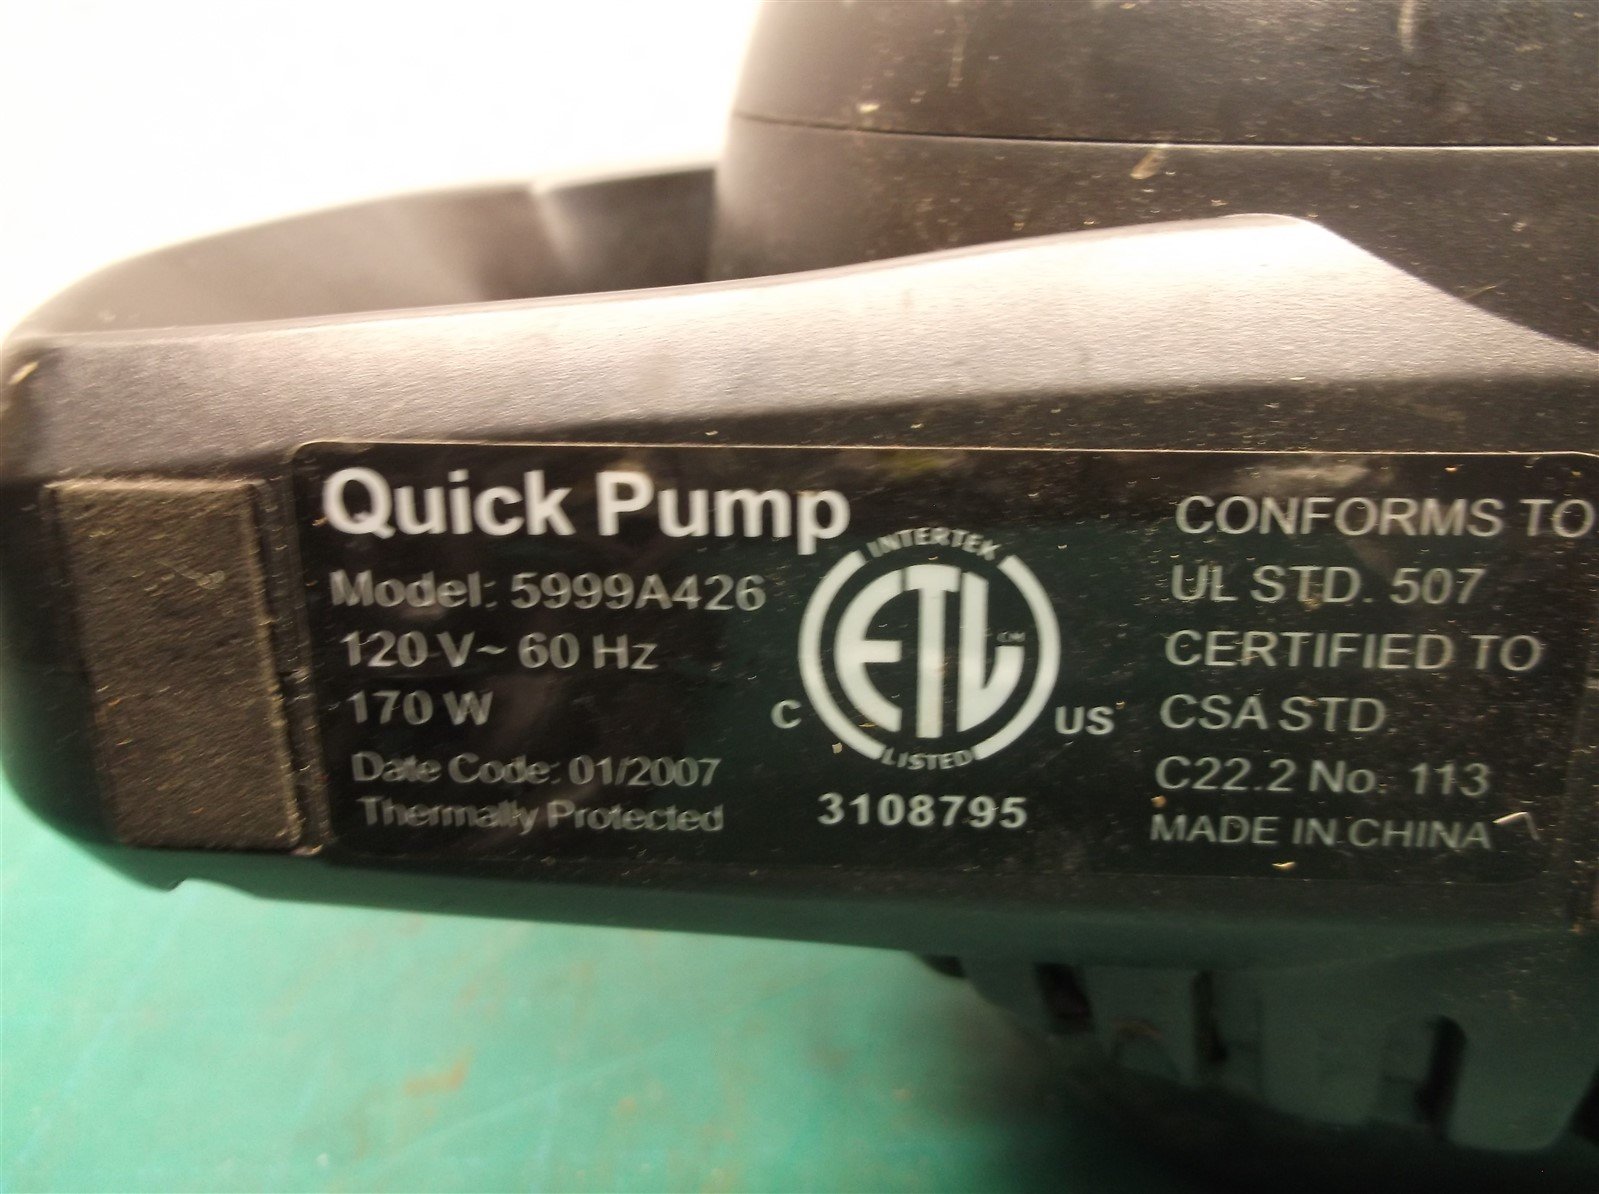 Quick Pump
Model: 5999A426
120 V~ 60 Hz
170 W
Date Code: 01/2007
Thermally Protected
INTERTEK
ETL CM
C US
LISTED
3108795
CONFORMS TO
UL STD. 507
CERTIFIED TO
CSA STD.
C22.2 No. 113
MADE IN CHINA